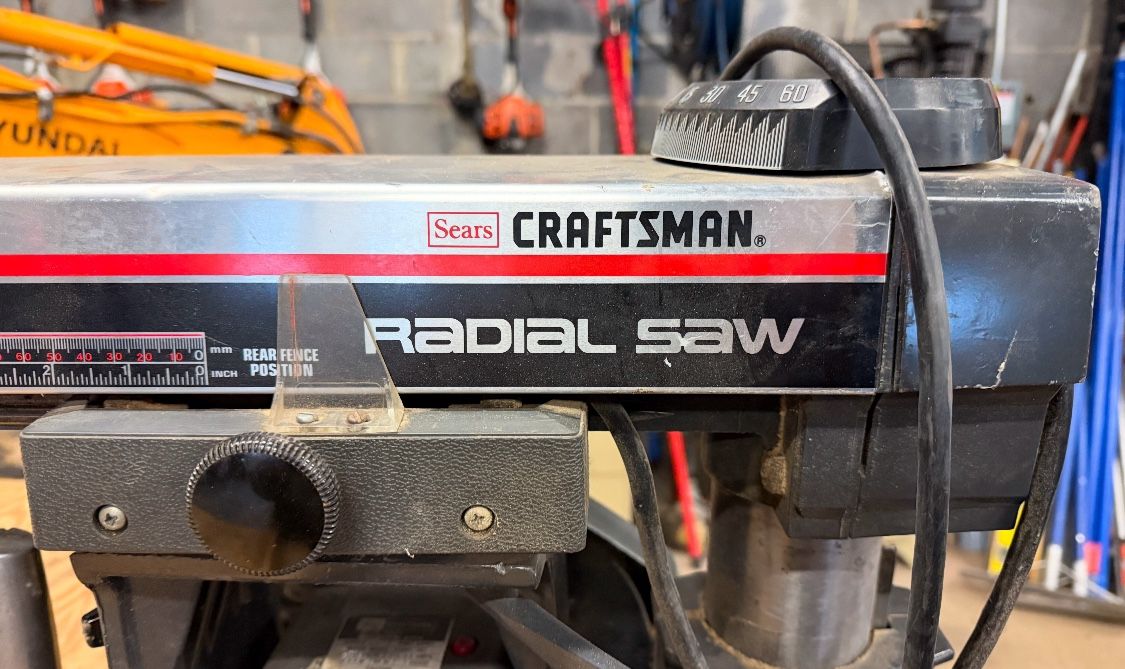 30 45 60
YUNDAI
Sears CRAFTSMAN®
RADIAL SAW
60 50 40 30 20 10 0 mm
2 1 0 INCH
REAR FENCE
POSITION